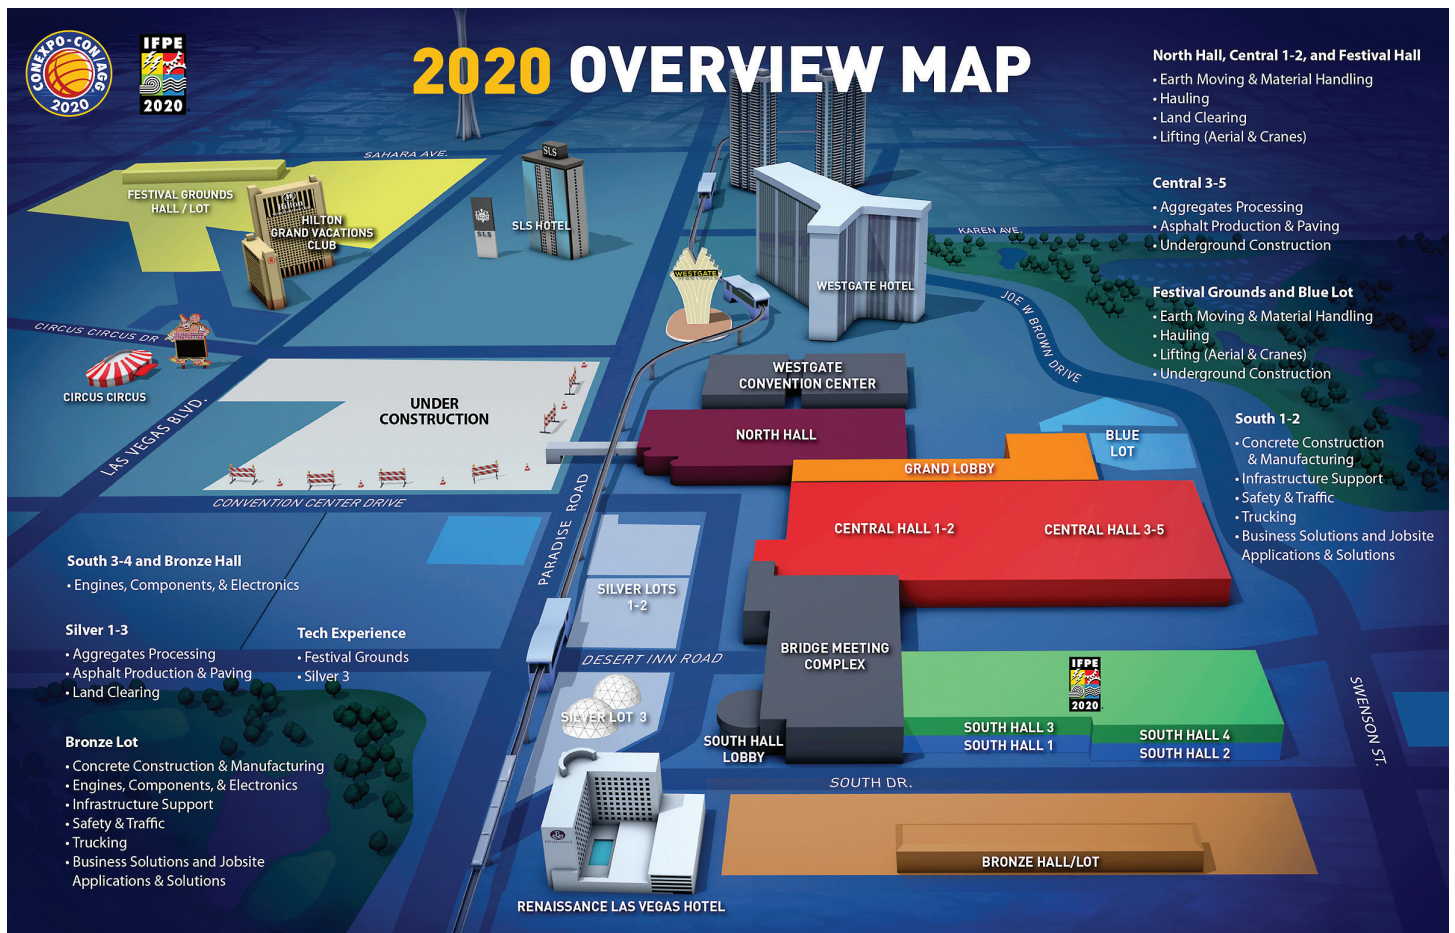 CONEXPO-CON/AGG
2020
IFPE
2020
2020 OVERVIEW MAP
North Hall, Central 1-2, and Festival Hall
• Earth Moving & Material Handling
• Hauling
• Land Clearing
• Lifting (Aerial & Cranes)
Central 3-5
• Aggregates Processing
• Asphalt Production & Paving
• Underground Construction
Festival Grounds and Blue Lot
• Earth Moving & Material Handling
• Hauling
• Lifting (Aerial & Cranes)
• Underground Construction
South 1-2
• Concrete Construction
& Manufacturing
• Infrastructure Support
• Safety & Traffic
• Trucking
• Business Solutions and Jobsite
Applications & Solutions
SAHARA AVE.
FESTIVAL GROUNDS
HALL / LOT
Hilton
HILTON
GRAND VACATIONS
CLUB
SLS
SLS
SLS HOTEL
WESTGATE
WESTGATE HOTEL
KAREN AVE.
JOE W BROWN DRIVE
CIRCUS CIRCUS DR
CIRCUS CIRCUS
LAS VEGAS BLVD.
UNDER
CONSTRUCTION
WESTGATE
CONVENTION CENTER
NORTH HALL
BLUE
LOT
GRAND LOBBY
CONVENTION CENTER DRIVE
PARADISE ROAD
CENTRAL HALL 1-2
CENTRAL HALL 3-5
SILVER LOTS
1-2
BRIDGE MEETING
COMPLEX
DESERT INN ROAD
IFPE
2020
SILVER LOT 3
SOUTH HALL
LOBBY
SOUTH HALL 3
SOUTH HALL 1
SOUTH HALL 4
SOUTH HALL 2
SWENSON ST.
SOUTH DR.
BRONZE HALL/LOT
RENAISSANCE LAS VEGAS HOTEL
South 3-4 and Bronze Hall
• Engines, Components, & Electronics
Silver 1-3
• Aggregates Processing
• Asphalt Production & Paving
• Land Clearing
Tech Experience
• Festival Grounds
• Silver 3
Bronze Lot
• Concrete Construction & Manufacturing
• Engines, Components, & Electronics
• Infrastructure Support
• Safety & Traffic
• Trucking
• Business Solutions and Jobsite
Applications & Solutions